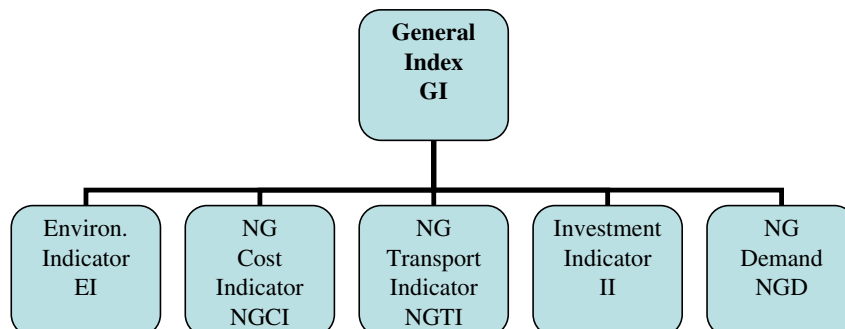 General
Index
GI
Environ.
Indicator
EI
NG
Cost
Indicator
NGCI
NG
Transport
Indicator
NGTI
Investment
Indicator
II
NG
Demand
NGD